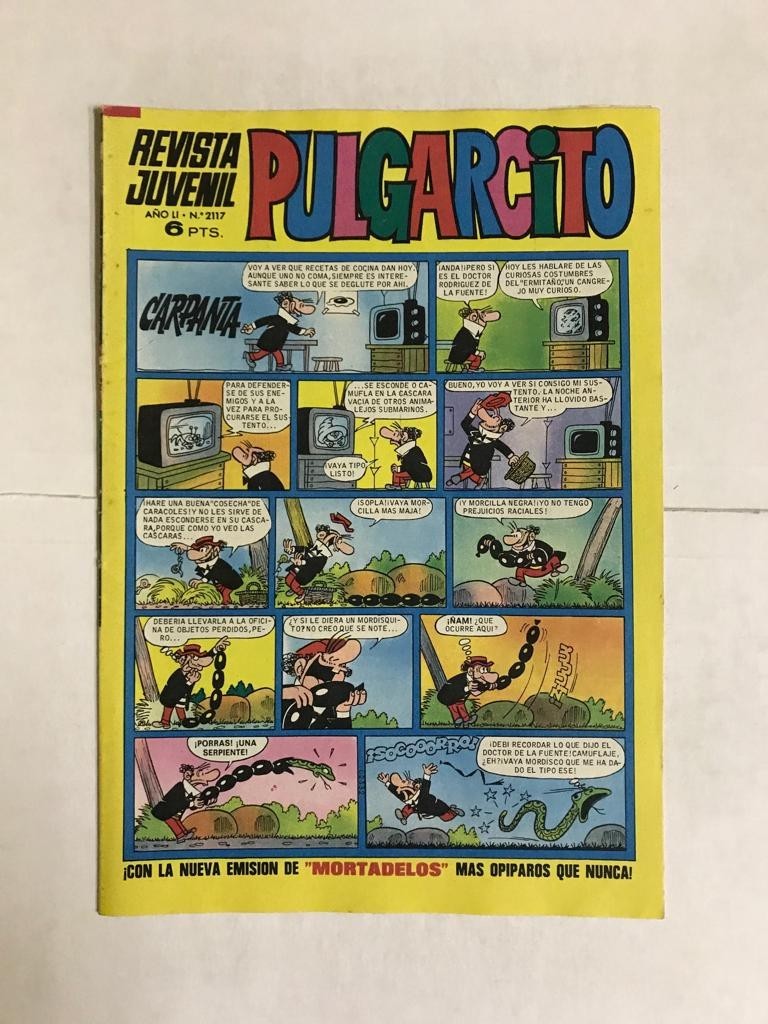 REVISTA
JUVENIL
PULGARCITO
AÑO LI • N.º 2117
6 PTS.
CARPANTA
VOY A VER QUE RECETAS DE COCINA DAN HOY.
AUNQUE UNO NO COMA, SIEMPRE ES INTERE-
SANTE SABER LO QUE SE DEGLUTE POR AHI.
¡ANDA!¡PERO SI
ES EL DOCTOR
RODRIGUEZ DE
LA FUENTE!
HOY LES HABLARE DE LAS
CURIOSAS COSTUMBRES
DEL "ERMITAÑO", UN CANGRE-
JO MUY CURIOSO.
PARA DEFENDER-
SE DE SUS ENE-
MIGOS Y A LA
VEZ PARA PRO-
CURARSE EL SUS-
TENTO...
...SE ESCONDE O CA-
MUFLA EN LA CASCARA
VACIA DE OTROS ANIMA-
LEJOS SUBMARINOS.
¡VAYA TIPO
LISTO!
BUENO, YO VOY A VER SI CONSIGO MI SUS-
TENTO. LA NOCHE AN-
TERIOR HA LLOVIDO BAS-
TANTE Y...
¡HARE UNA BUENA "COSECHA" DE
CARACOLES! Y NO LES SIRVE DE
NADA ESCONDERSE EN SU CASCA-
RA, PORQUE COMO YO VEO LAS
CASCARAS...
¡SOPLA!¡VAYA MOR-
CILLA MAS MAJA!
¡Y MORCILLA NEGRA!¡YO NO TENGO
PREJUICIOS RACIALES!
DEBERIA LLEVARLA A LA OFICI-
NA DE OBJETOS PERDIDOS, PE-
RO...
¿Y SI LE DIERA UN MORDISQUI-
TO? NO CREO QUE SE NOTE...
¡ÑAM! ¿QUE
OCURRE AQUI?
¡PORRAS! ¡UNA
SERPIENTE!
¡SOCOOORRO!
¡DEBI RECORDAR LO QUE DIJO EL
DOCTOR DE LA FUENTE! CAMUFLAJE,
¿EH? ¡VAYA MORDISCO QUE ME HA
DADO EL TIPO ESE!
¡CON LA NUEVA EMISION DE "MORTADELOS" MAS OPIPAROS QUE NUNCA!